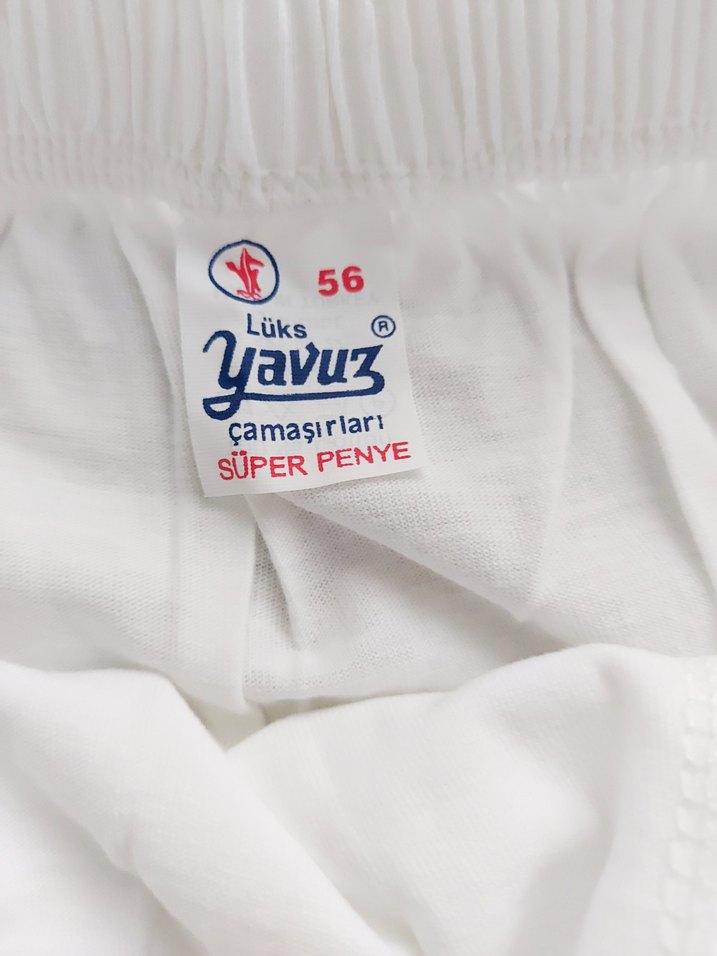 56
Lüks ®
Yavuz
çamaşırları
SÜPER PENYE